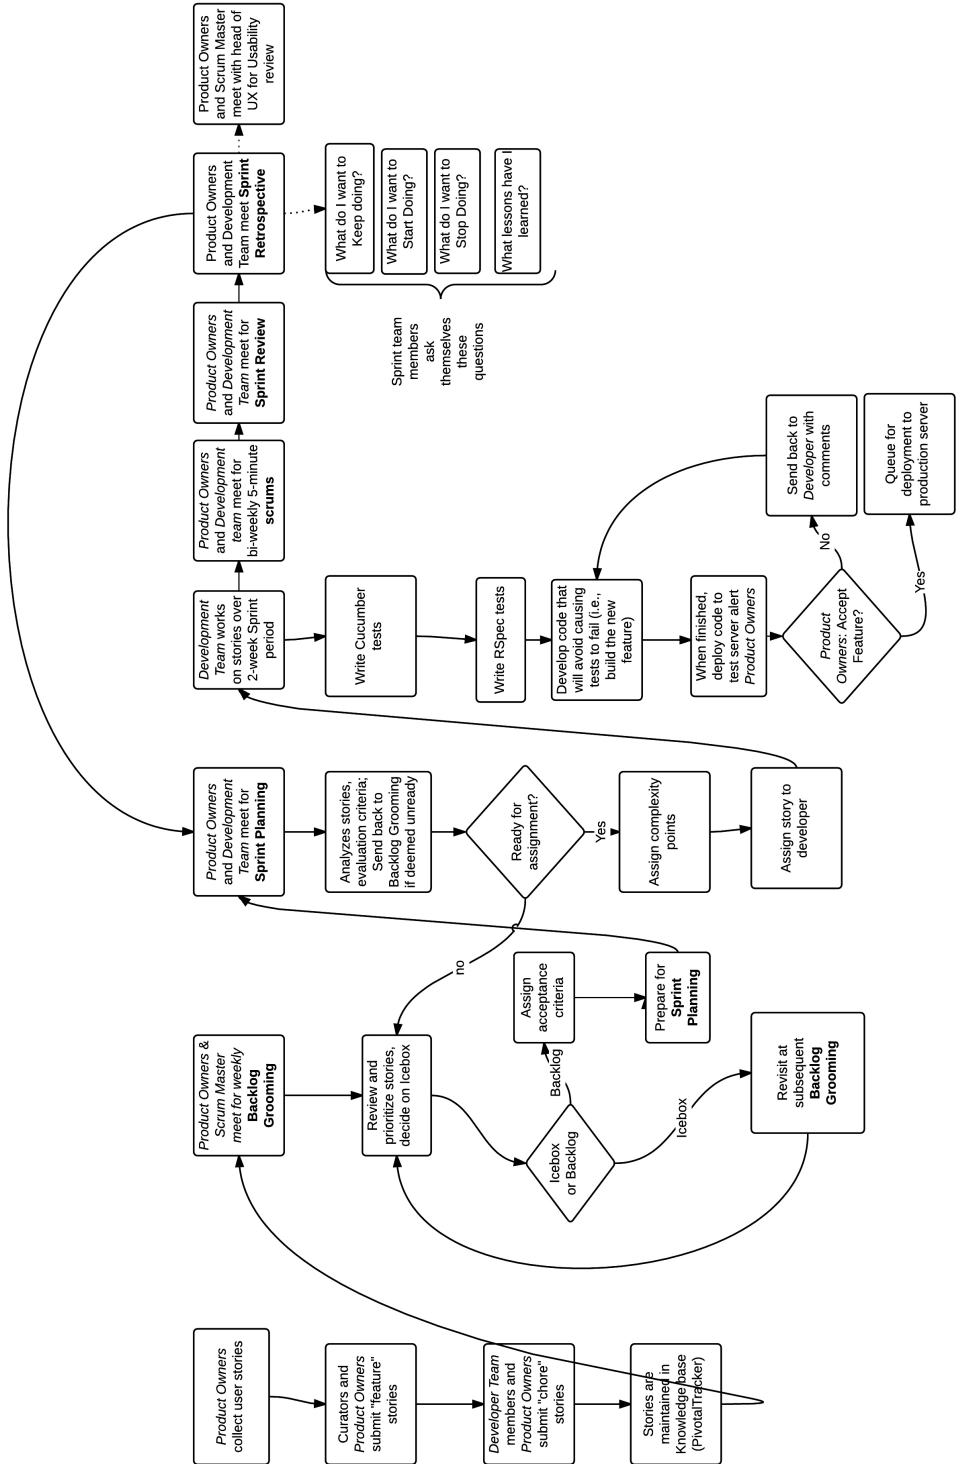 Product Owners
collect user stories
Curators and
Product Owners
submit "feature"
stories
Developer Team
members and
Product Owners
submit "chore"
stories
Stories are
maintained in
Knowledge base
(PivotalTracker)
Product Owners &
Scrum Master
meet for weekly
Backlog
Grooming
Review and
prioritize stories,
decide on Icebox
Icebox
or Backlog
Backlog
Assign
acceptance
criteria
Prepare for
Sprint
Planning
Icebox
Revisit at
subsequent
Backlog
Grooming
Product Owners
and Development
Team meet for
Sprint Planning
Analyzes stories,
evaluation criteria;
Send back to
Backlog Grooming
if deemed unready
Ready for
assignment?
no
Yes
Assign complexity
points
Assign story to
developer
Development
Team works
on stories over
2-week Sprint
period
Write Cucumber
tests
Write RSpec tests
Develop code that
will avoid causing
tests to fail (i.e.,
build the new
feature)
When finished,
deploy code to
test server alert
Product Owners
Product
Owners: Accept
Feature?
No
Yes
Send back to
Developer with
comments
Queue for
deployment to
production server
Product Owners
and Development
team meet for
bi-weekly 5-minute
scrums
Product Owners
and Development
Team meet for
Sprint Review
Product Owners
and Development
Team meet Sprint
Retrospective
What do I want to
Keep doing?
What do I want to
Start Doing?
What do I want to
Stop Doing?
What lessons have I
learned?
Sprint team
members
ask
themselves
these
questions
Product Owners
and Scrum Master
meet with head of
UX for Usability
review